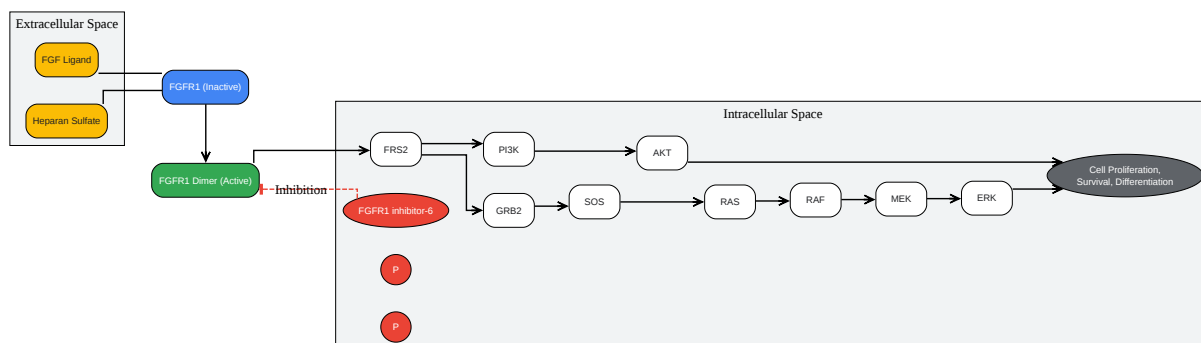 Extracellular Space
FGF Ligand
Heparan Sulfate
FGFR1 (Inactive)
FGFR1 Dimer (Active)
Inhibition
Intracellular Space
FRS2
PI3K
AKT
FGFR1 inhibitor-6
GRB2
SOS
RAS
RAF
MEK
ERK
Cell Proliferation,
Survival, Differentiation
P
P